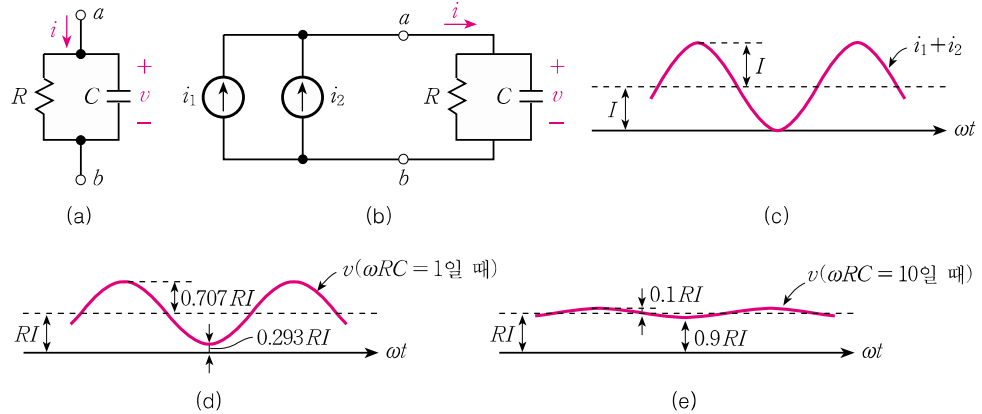 a
i
R
C
+
v
−
b
(a)
a
i
i₁
i₂
R
C
+
v
−
b
(b)
I
I
i₁+i₂
ωt
(c)
RI
0.707RI
0.293RI
v(ωRC=1일 때)
ωt
(d)
RI
0.1RI
0.9RI
v(ωRC=10일 때)
ωt
(e)